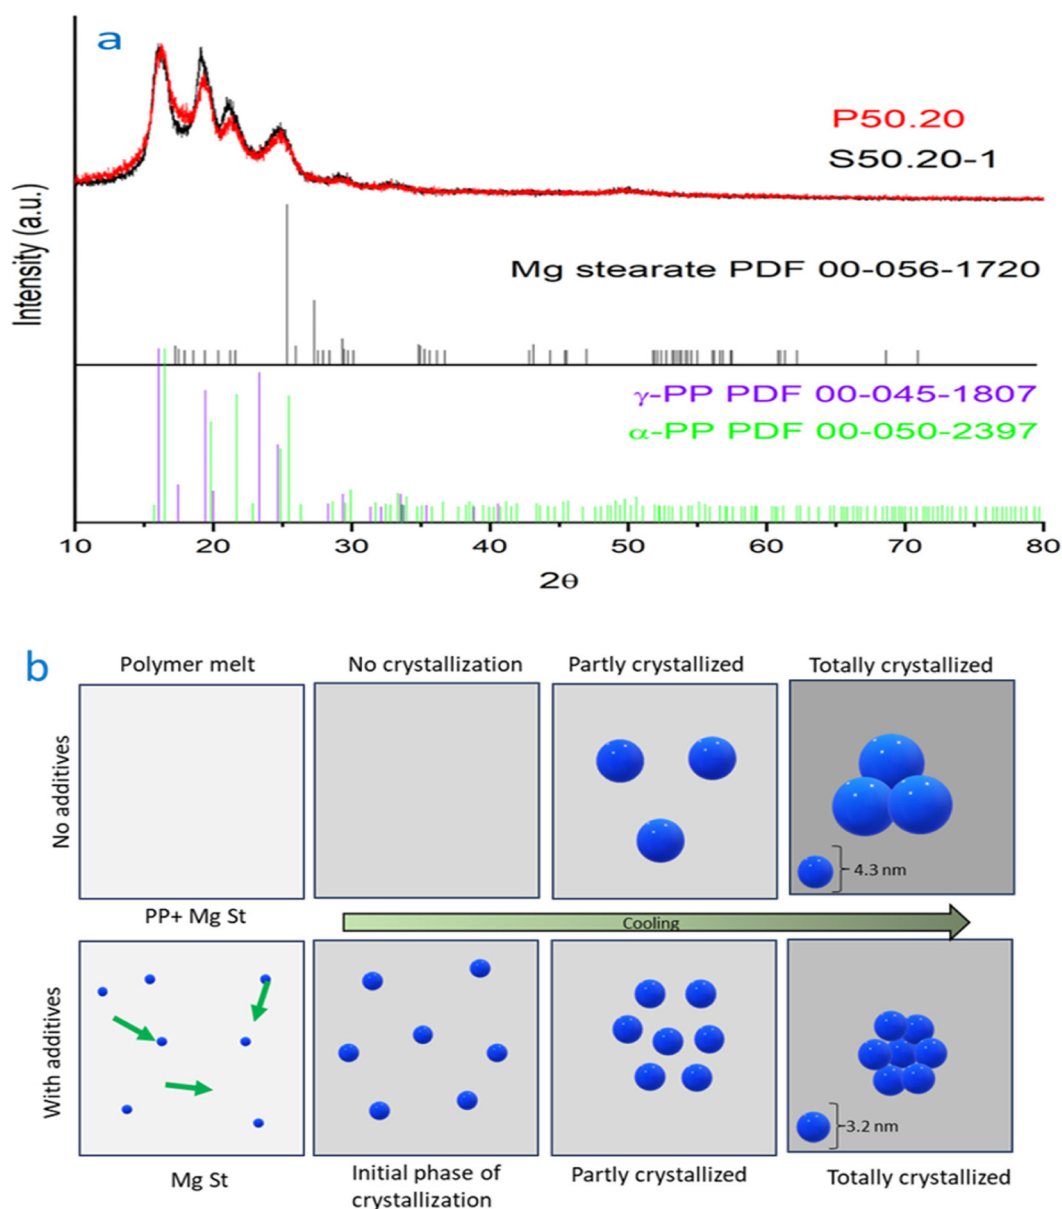 a
P50.20
S50.20-1
Intensity (a.u.)
Mg stearate PDF 00-056-1720
γ-PP PDF 00-045-1807
α-PP PDF 00-050-2397
10 20 30 40 50 60 70 80
2θ
b
Polymer melt No crystallization Partly crystallized Totally crystallized
No additives
4.3 nm
PP+ Mg St
Cooling
With additives
3.2 nm
Mg St Initial phase of Partly crystallized Totally crystallized
crystallization